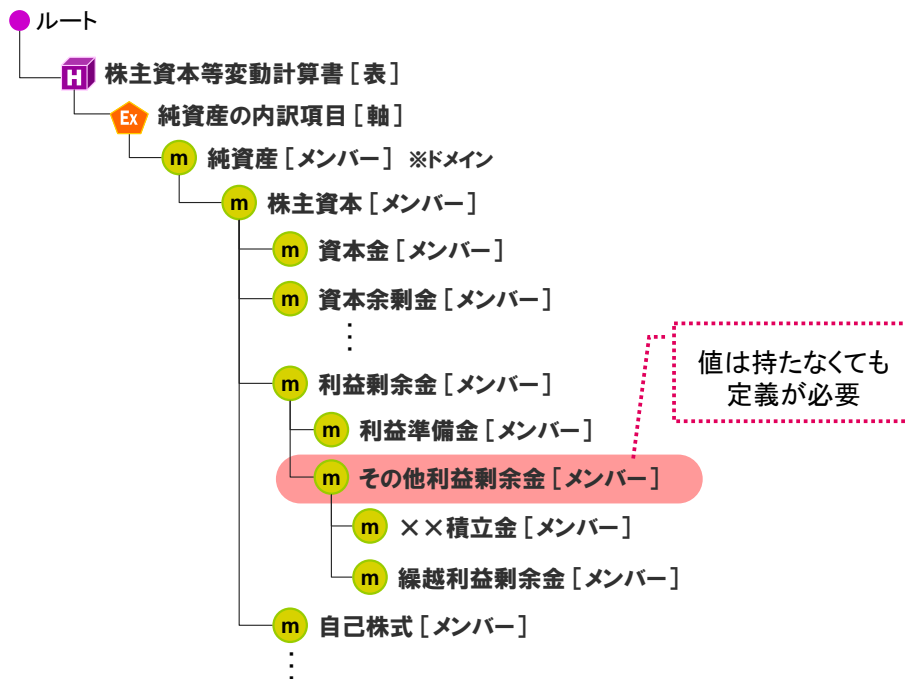 ルート
H 株主資本等変動計算書［表］
Ex 純資産の内訳項目［軸］
m 純資産［メンバー］ ※ドメイン
m 株主資本［メンバー］
m 資本金［メンバー］
m 資本余剰金［メンバー］
⋮
m 利益剰余金［メンバー］
値は持たなくても
定義が必要
m 利益準備金［メンバー］
m その他利益剰余金［メンバー］
m ××積立金［メンバー］
m 繰越利益剰余金［メンバー］
m 自己株式［メンバー］
⋮